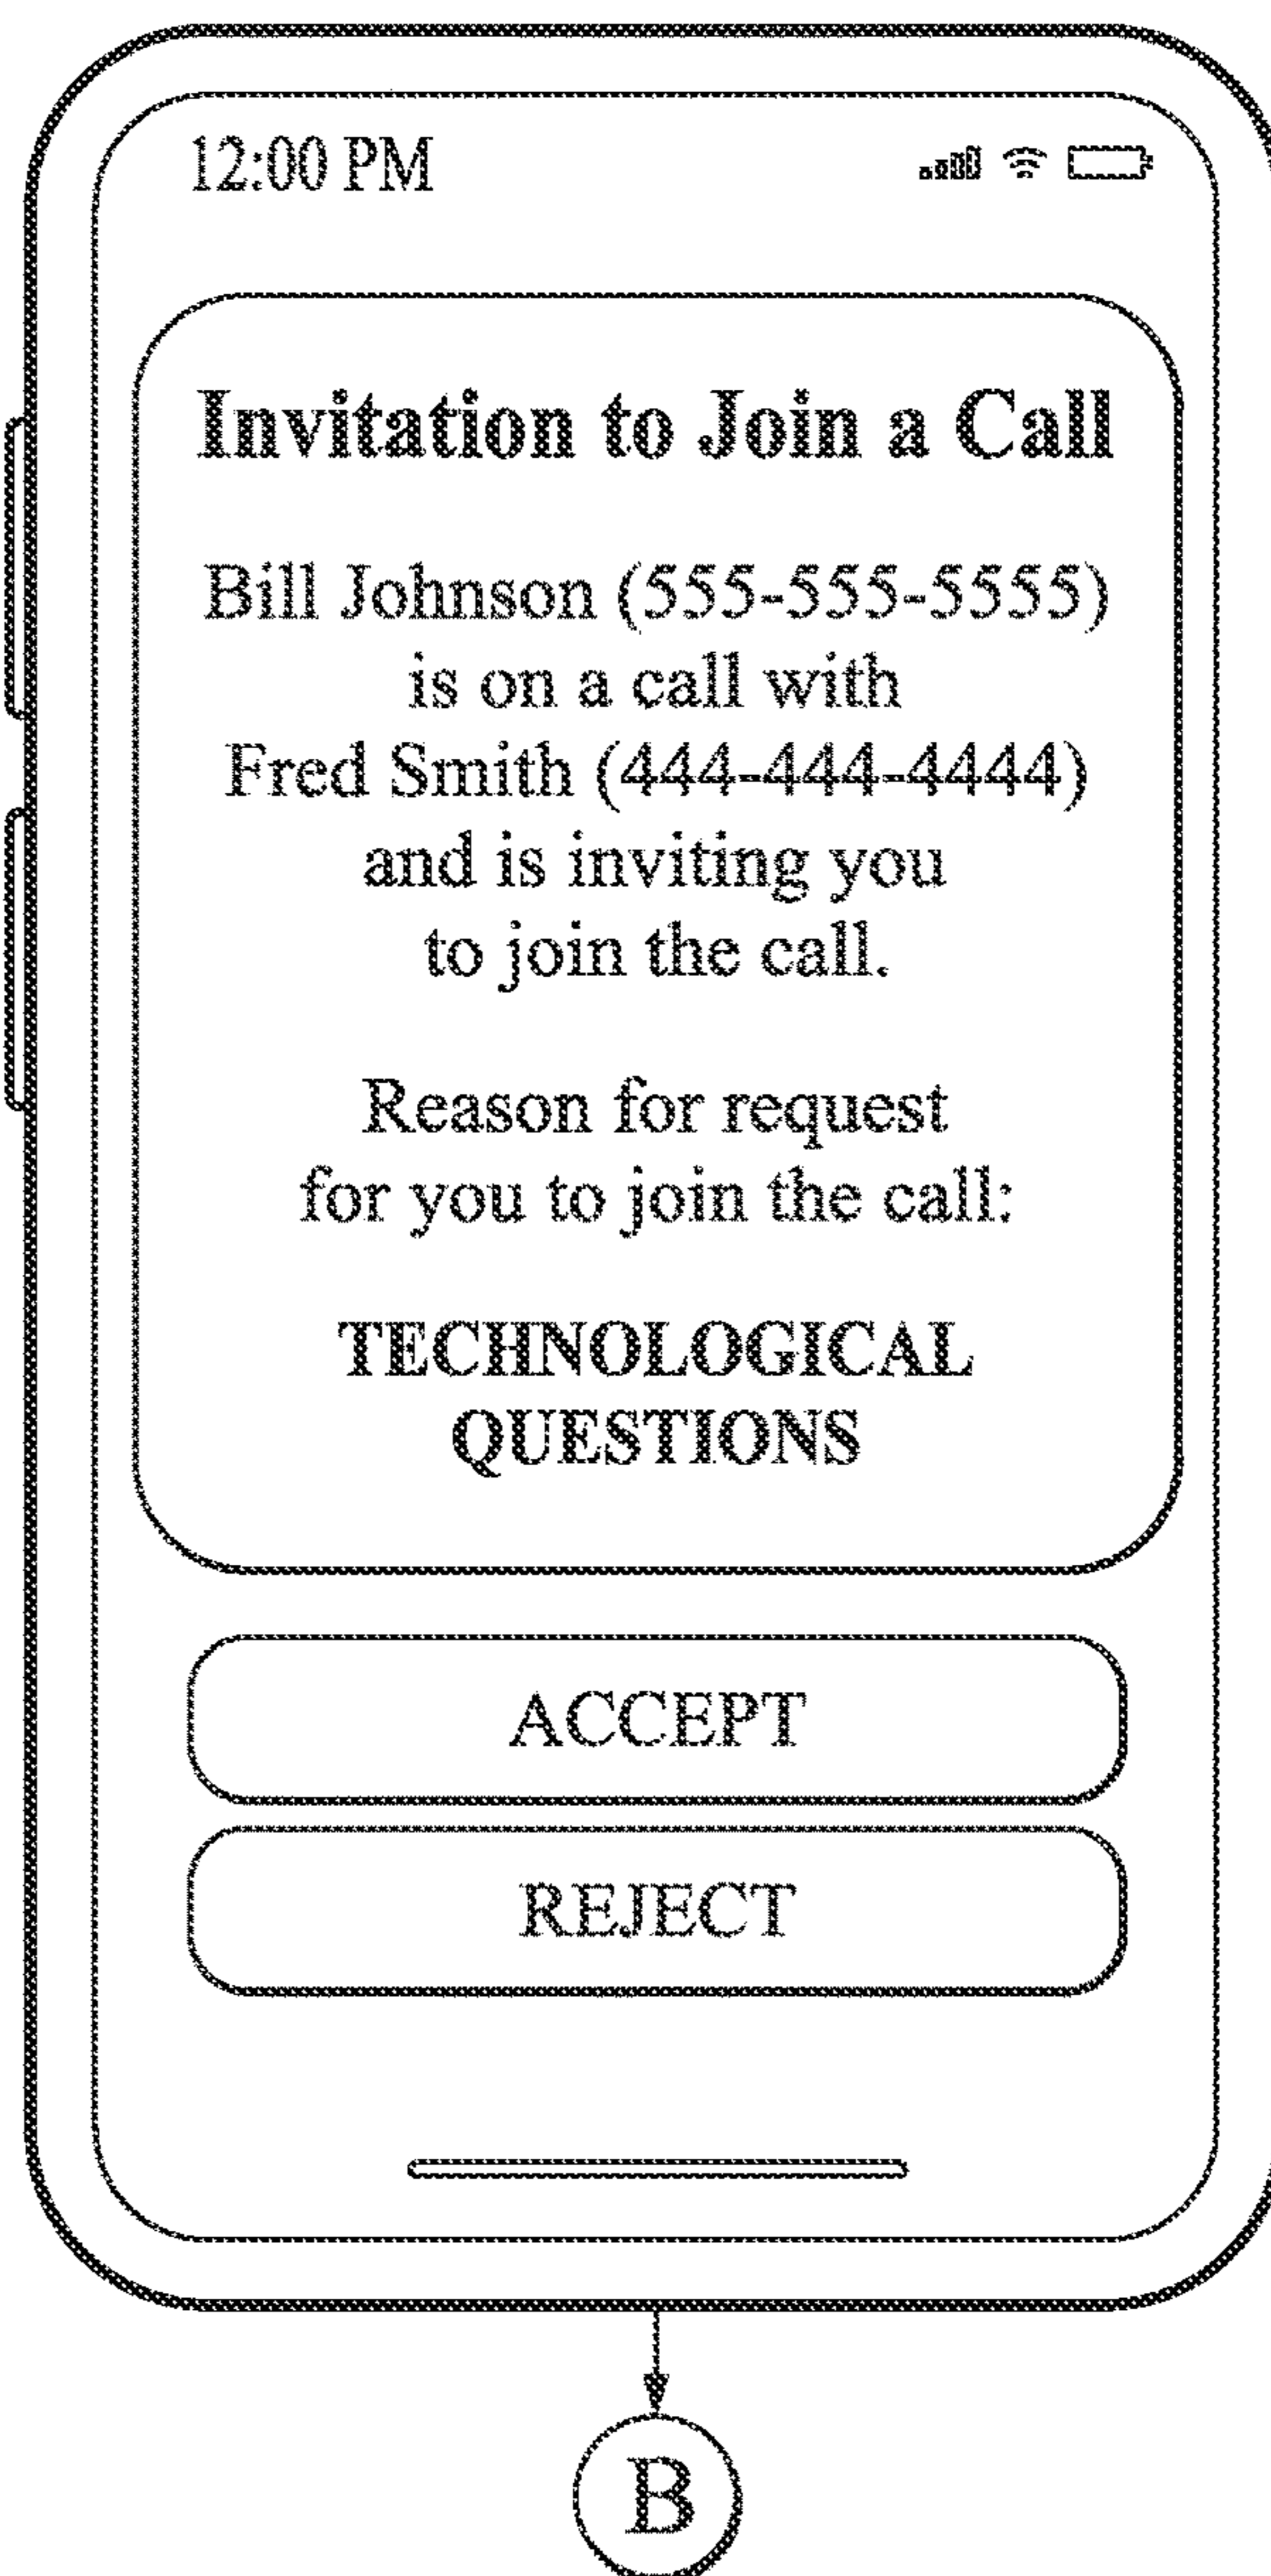 12:00 PM
Invitation to Join a Call
Bill Johnson (555-555-5555)
is on a call with
Fred Smith (444-444-4444)
and is inviting you
to join the call.
Reason for request
for you to join the call:
TECHNOLOGICAL
QUESTIONS
ACCEPT
REJECT
B